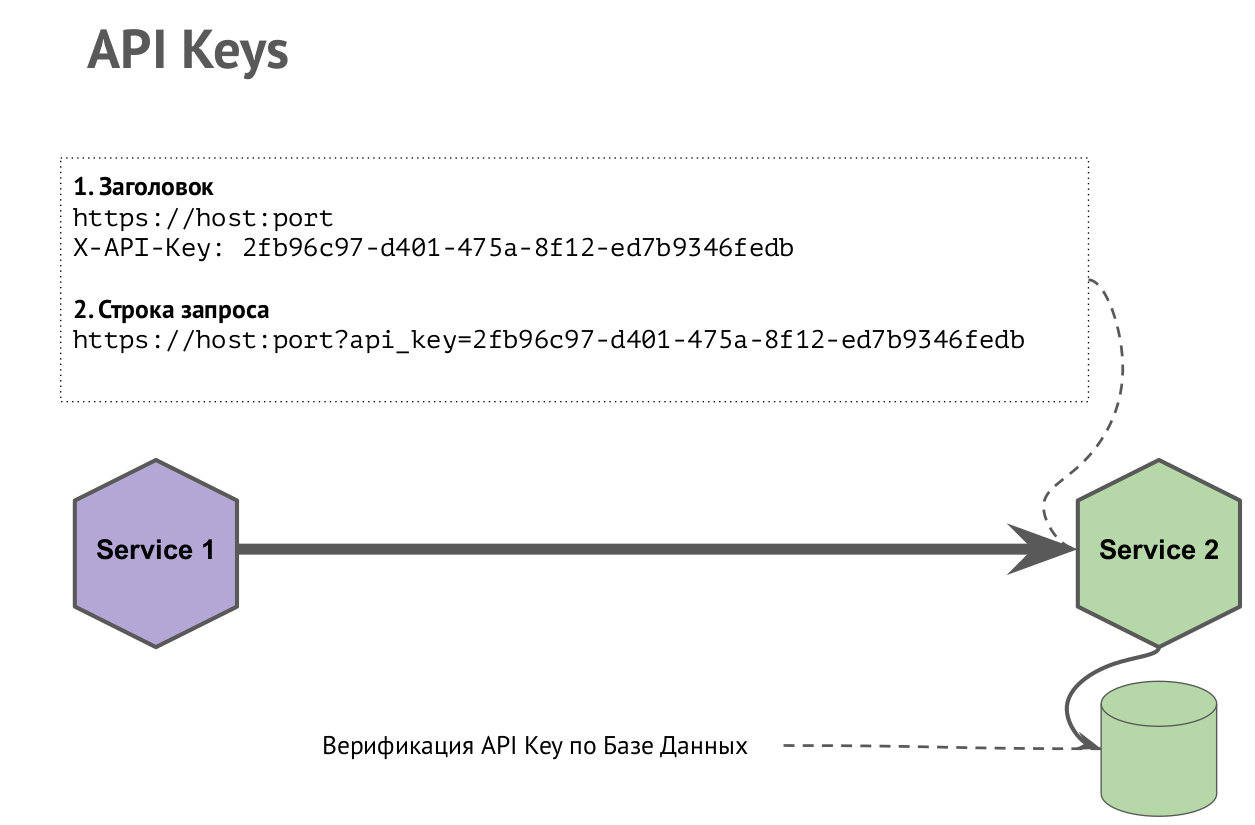 API Keys
1. Заголовок
https://host:port
X-API-Key: 2fb96c97-d401-475a-8f12-ed7b9346fedb
2. Строка запроса
https://host:port?api_key=2fb96c97-d401-475a-8f12-ed7b9346fedb
Service 1
Service 2
Верификация API Key по Базе Данных